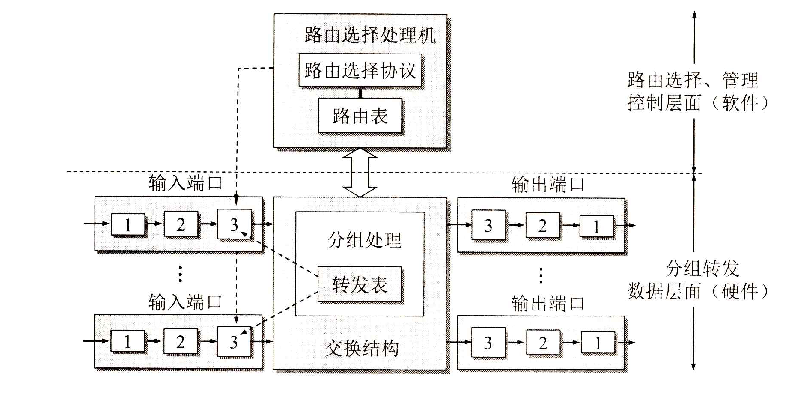 路由选择处理机
路由选择协议
路由表
路由选择、管理
控制层面（软件）
输入端口
1 2 3
输出端口
3 2 1
分组处理
转发表
交换结构
分组转发
数据层面（硬件）
输入端口
1 2 3
输出端口
3 2 1